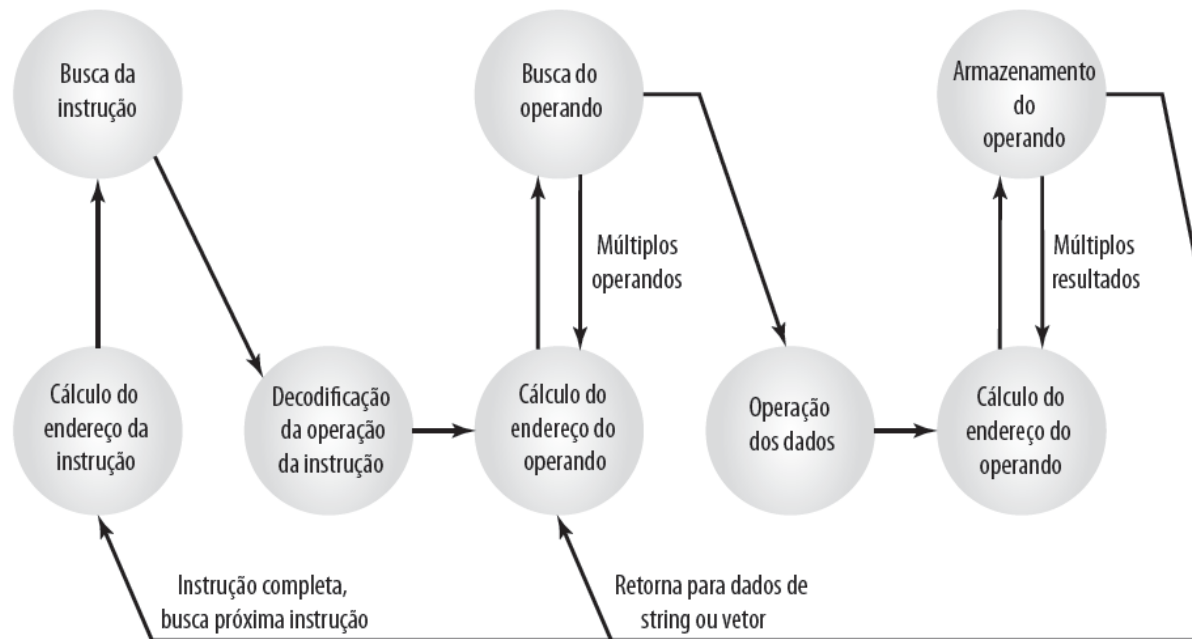 Busca da
instrução
Busca do
operando
Armazenamento
do
operando
Múltiplos
operandos
Múltiplos
resultados
Cálculo do
endereço da
instrução
Decodificação
da operação
da instrução
Cálculo do
endereço do
operando
Operação
dos dados
Cálculo do
endereço do
operando
Instrução completa,
busca próxima instrução
Retorna para dados de
string ou vetor